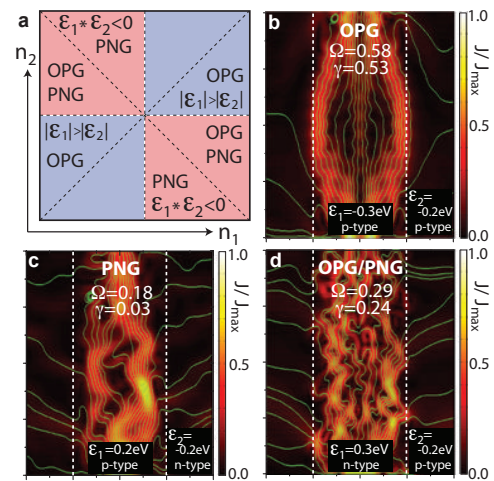 a
ε₁*ε₂<0
PNG
OPG
PNG
OPG
|ε₁|>|ε₂|
|ε₁|>|ε₂|
OPG
OPG
PNG
PNG
ε₁*ε₂<0
n₂
n₁
b
OPG
Ω=0.58
γ=0.53
ε₁=-0.3eV
p-type
ε₂=
-0.2eV
p-type
1.0
0.5
0.0
J/Jmax
c
PNG
Ω=0.18
γ=0.03
ε₁=0.2eV
p-type
ε₂=
-0.2eV
n-type
1.0
0.5
0.0
J/Jmax
d
OPG/PNG
Ω=0.29
γ=0.24
ε₁=0.3eV
n-type
ε₂=
-0.2eV
p-type
1.0
0.5
0.0
J/Jmax